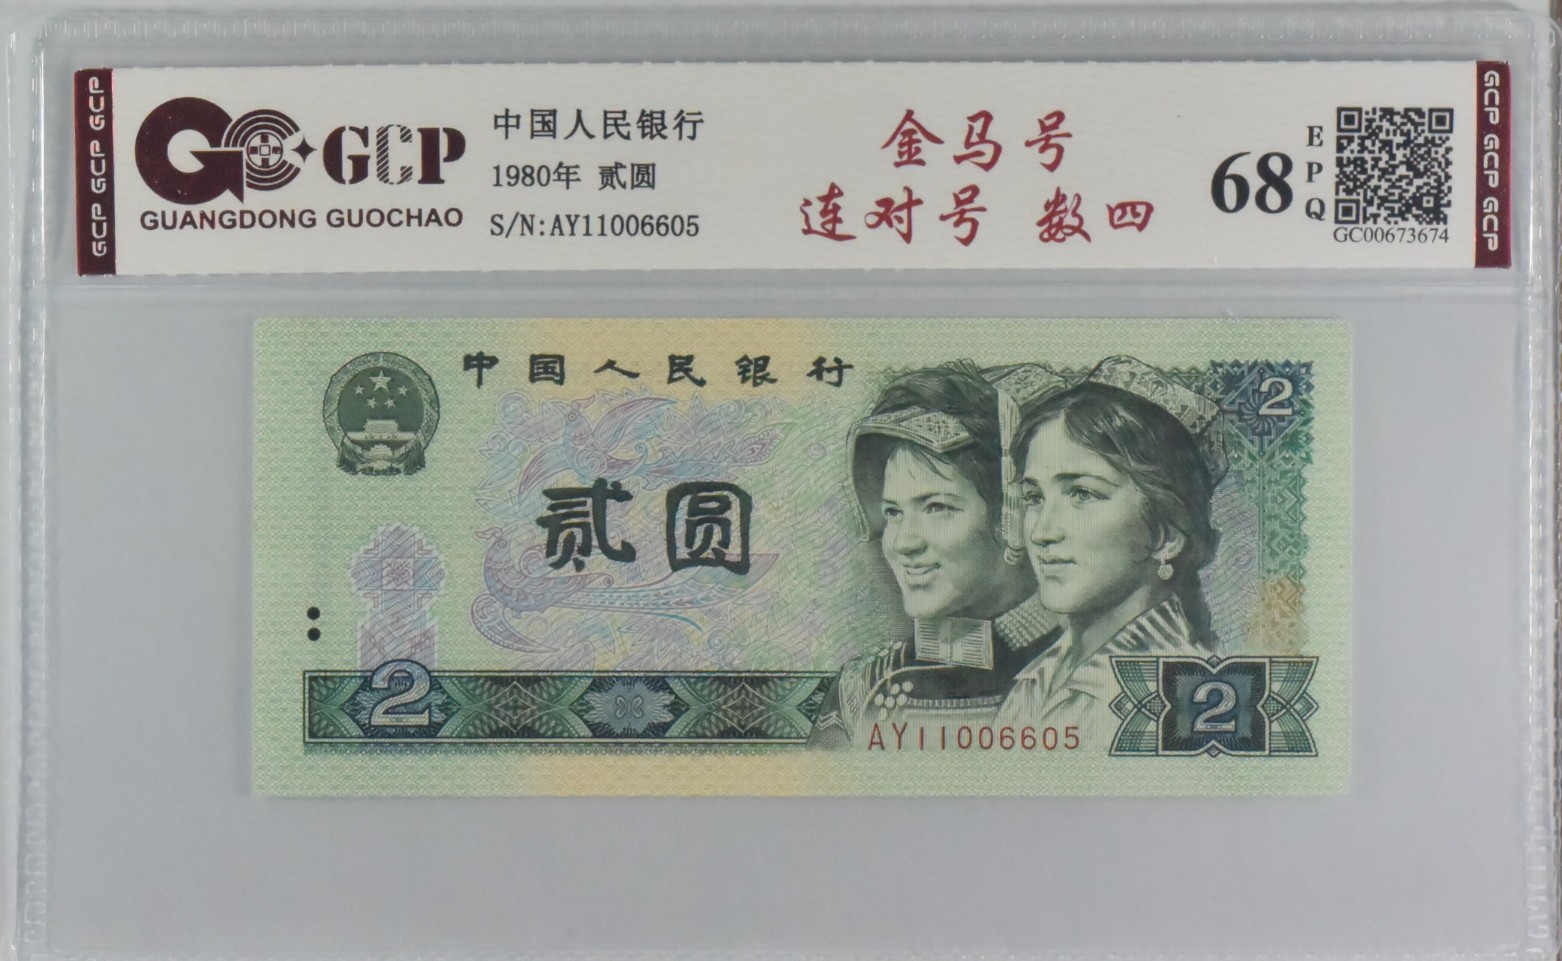 GCP GCP GCP
GCP
GUANGDONG GUOCHAO
中国人民银行
1980年 贰圆
S/N:AY11006605
金马号
连对号 数四
68
EPQ
GC00673674
GCP GCP GCP
中国人民银行
2
贰圆
2
AY11006605
2